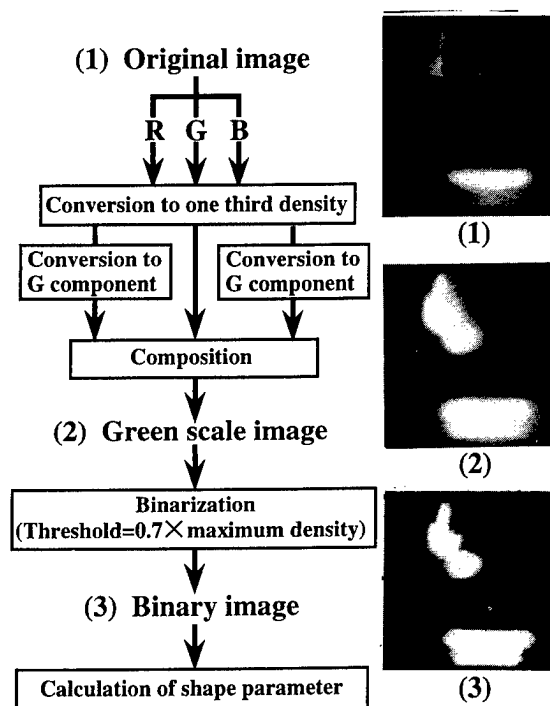 (1) Original image
R G B
Conversion to one third density
Conversion to
G component
Conversion to
G component
Composition
(2) Green scale image
Binarization
(Threshold=0.7×maximum density)
(3) Binary image
Calculation of shape parameter
(1)
(2)
(3)